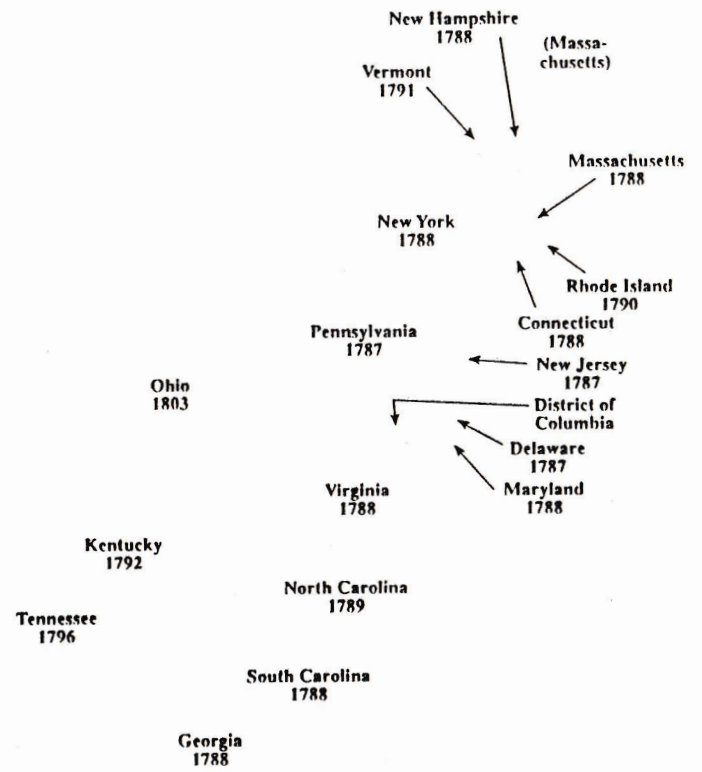 New Hampshire
1788
(Massa-
chusetts)
Vermont
1791
Massachusetts
1788
New York
1788
Rhode Island
1790
Connecticut
1788
Pennsylvania
1787
New Jersey
1787
Ohio
1803
District of
Columbia
Delaware
1787
Virginia
1788
Maryland
1788
Kentucky
1792
North Carolina
1789
Tennessee
1796
South Carolina
1788
Georgia
1788